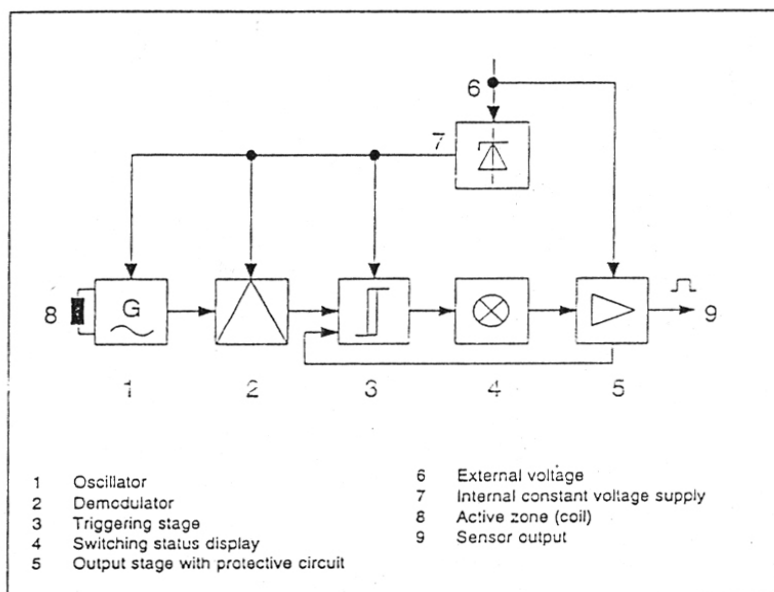 6
7
8
G
9
1
2
3
4
5
1 Oscillator
2 Demodulator
3 Triggering stage
4 Switching status display
5 Output stage with protective circuit
6 External voltage
7 Internal constant voltage supply
8 Active zone (coil)
9 Sensor output